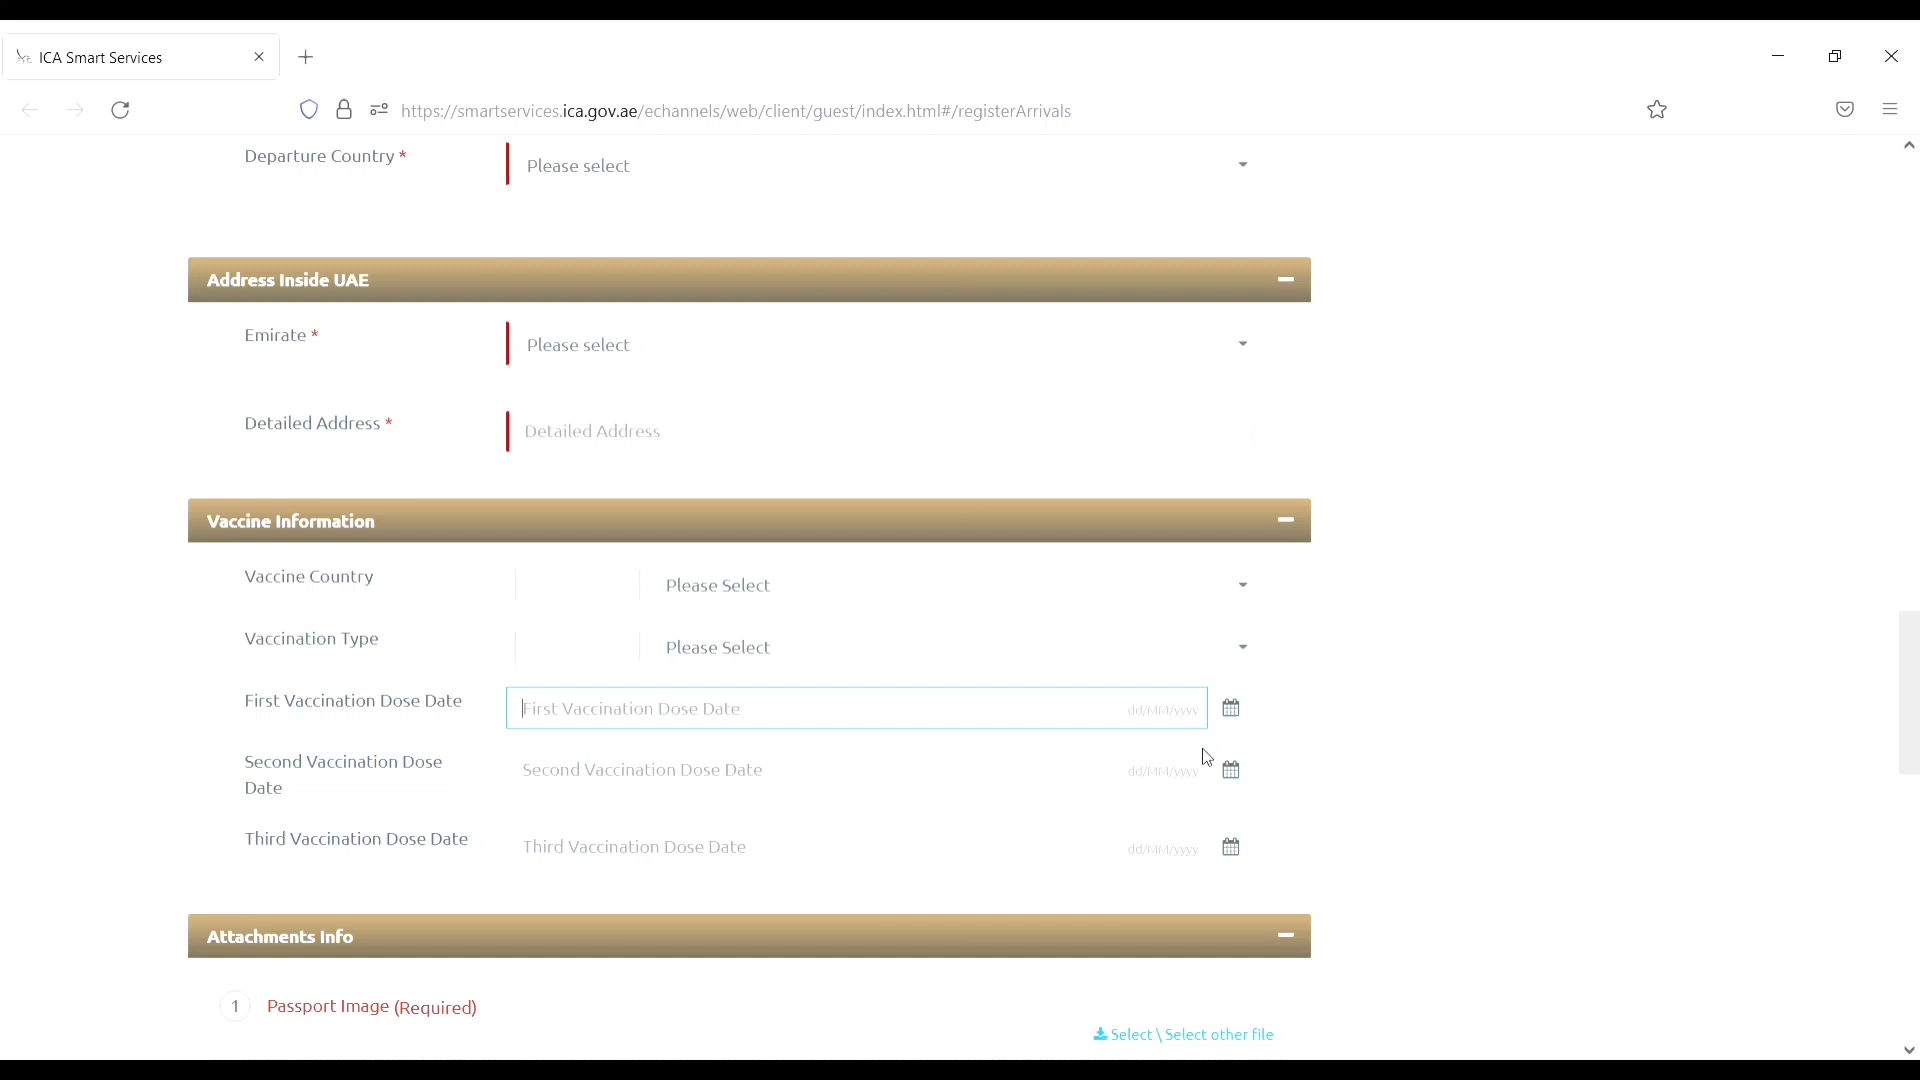 ICA Smart Services
https://smartservices.ica.gov.ae/echannels/web/client/guest/index.html#/registerArrivals
Departure Country * Please select
Address Inside UAE
Emirate * Please select
Detailed Address * Detailed Address
Vaccine Information
Vaccine Country Please Select
Vaccination Type Please Select
First Vaccination Dose Date First Vaccination Dose Date dd/MM/yyyy
Second Vaccination Dose Second Vaccination Dose Date dd/MM/yyyy
Date
Third Vaccination Dose Date Third Vaccination Dose Date dd/MM/yyyy
Attachments Info
1 Passport Image (Required)
Select \ Select other file